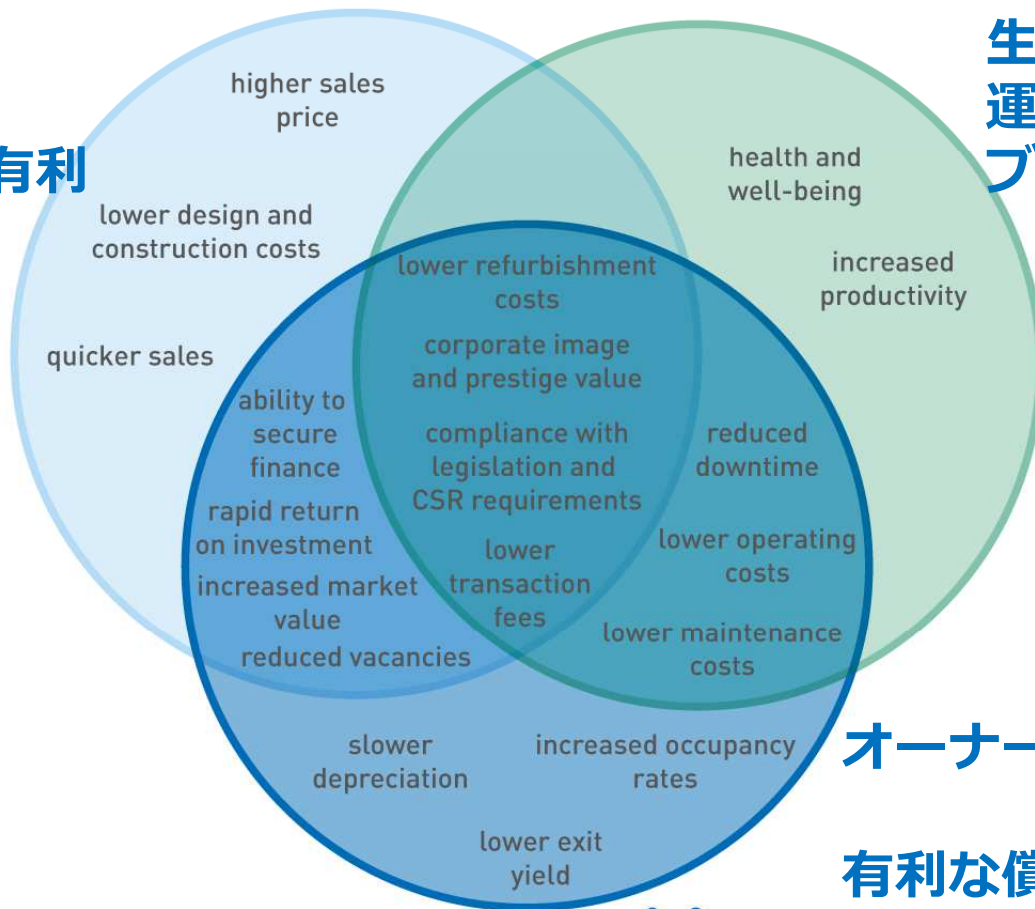 higher sales
price
有利
lower design and
construction costs
quicker sales
生
運
ブ
health and
well-being
increased
productivity
lower refurbishment
costs
corporate image
and prestige value
compliance with
legislation and
CSR requirements
lower
transaction
fees
ability to
secure
finance
rapid return
on investment
increased market
value
reduced vacancies
reduced
downtime
lower operating
costs
lower maintenance
costs
slower
depreciation
increased occupancy
rates
lower exit
yield
オーナー
有利な償